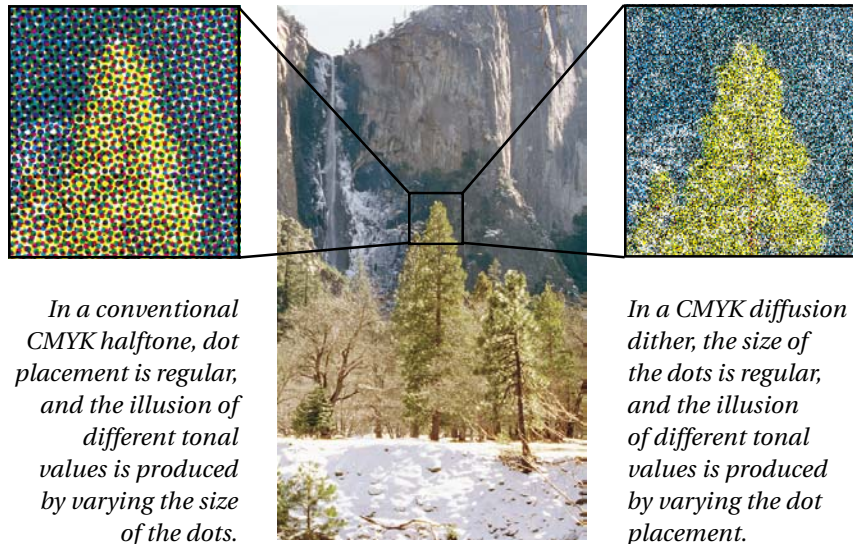 In a conventional
CMYK halftone, dot
placement is regular,
and the illusion of
different tonal
values is produced
by varying the size
of the dots.
In a CMYK diffusion
dither, the size of
the dots is regular,
and the illusion
of different tonal
values is produced
by varying the dot
placement.